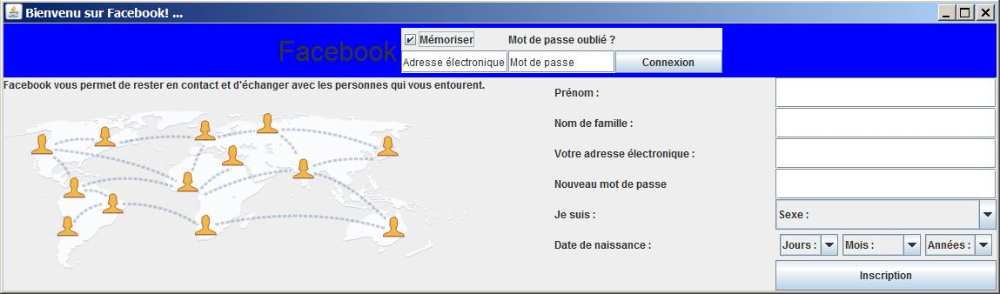 Bienvenu sur Facebook! ...
Facebook
Mémoriser Mot de passe oublié ?
Adresse électronique Mot de passe Connexion
Facebook vous permet de rester en contact et d'échanger avec les personnes qui vous entourent.
Prénom :
Nom de famille :
Votre adresse électronique :
Nouveau mot de passe
Je suis : Sexe :
Date de naissance : Jours : Mois : Années :
Inscription